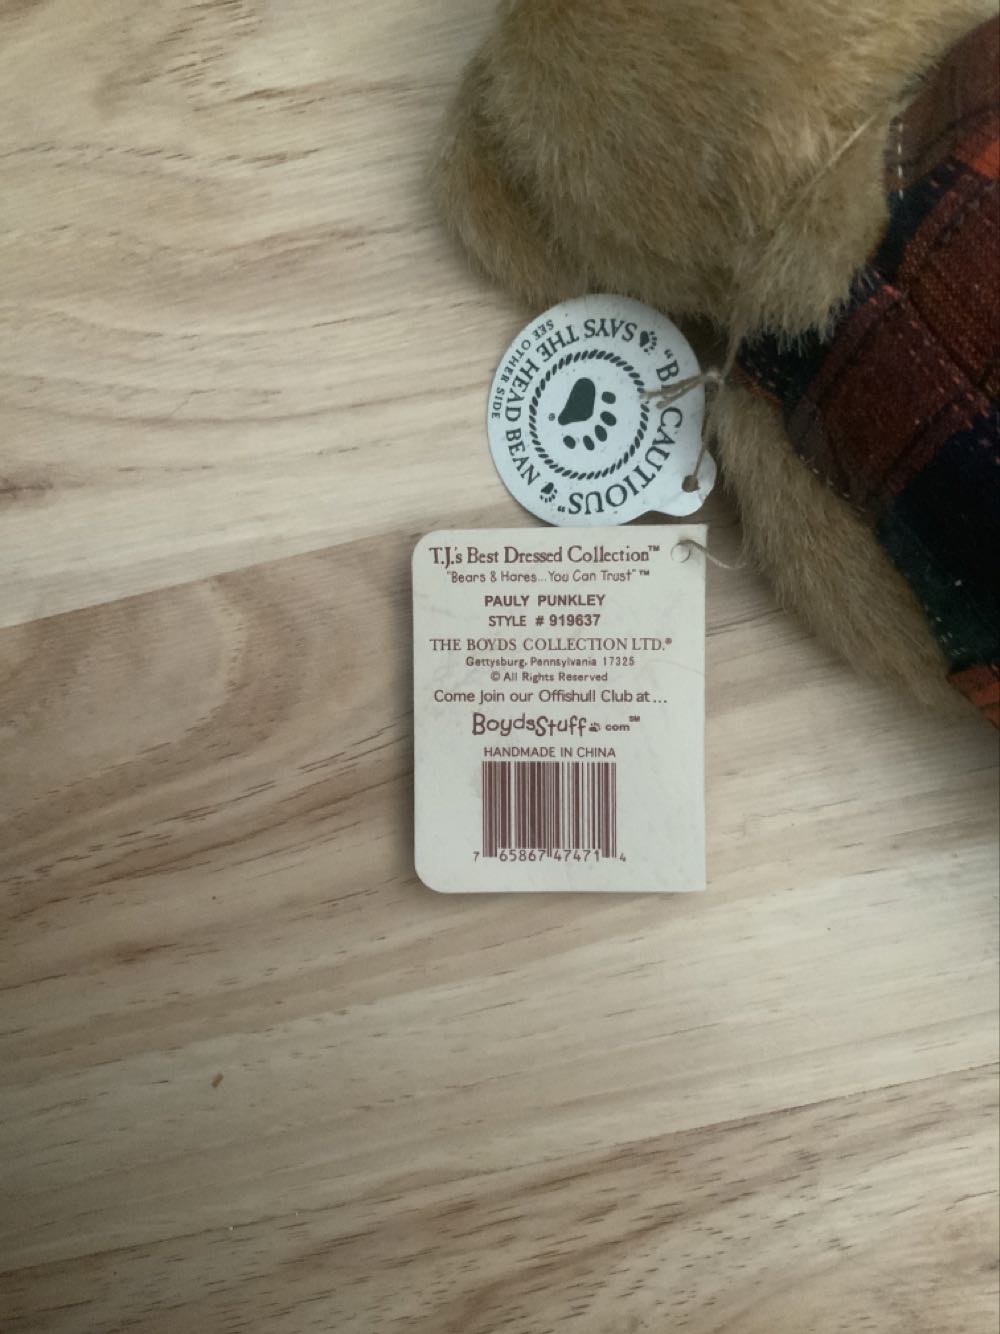 "BE CAUTIOUS" SAYS THE HEAD BEAN
SEE OTHER SIDE
T.J.'s Best Dressed Collection™
"Bears & Hares...You Can Trust"™
PAULY PUNKLEY
STYLE # 919637
THE BOYDS COLLECTION LTD.®
Gettysburg, Pennsylvania 17325
© All Rights Reserved
Come Join our Offishull Club at...
BoydsStuff.com℠
HANDMADE IN CHINA
7 65867 47471 4